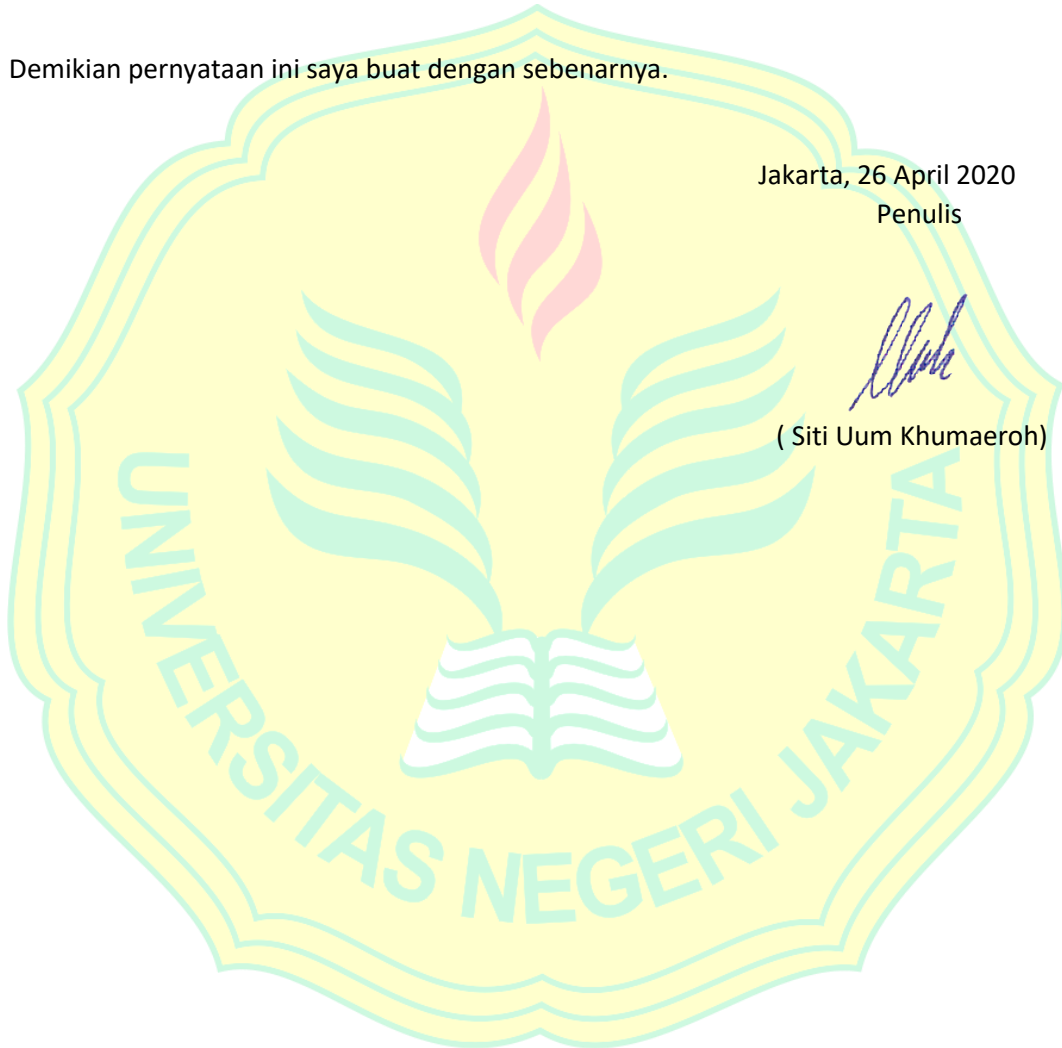 Demikian pernyataan ini saya buat dengan sebenarnya.
Jakarta, 26 April 2020
Penulis
( Siti Uum Khumaeroh)
UNIVERSITAS NEGERI JAKARTA